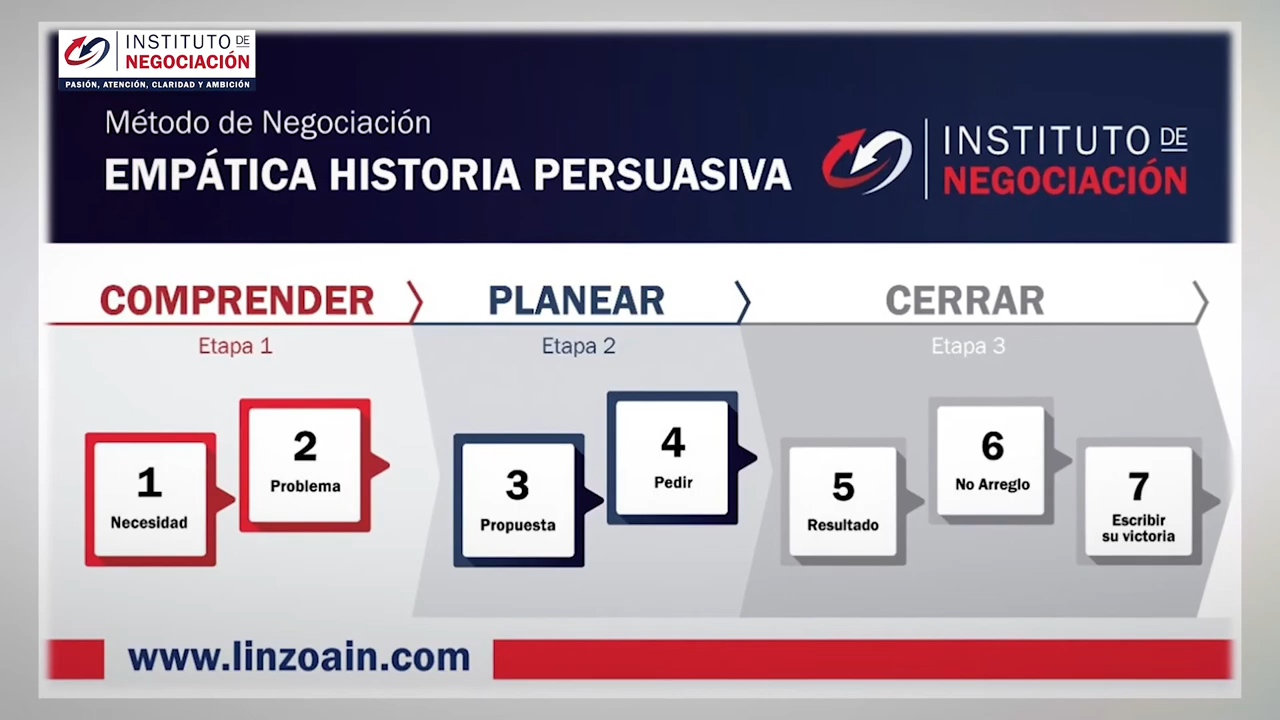 INSTITUTO DE
NEGOCIACIÓN
PASIÓN, ATENCIÓN, CLARIDAD Y AMBICIÓN
Método de Negociación
EMPÁTICA HISTORIA PERSUASIVA
INSTITUTO DE
NEGOCIACIÓN
COMPRENDER
Etapa 1
PLANEAR
Etapa 2
CERRAR
Etapa 3
1
Necesidad
2
Problema
3
Propuesta
4
Pedir
5
Resultado
6
No Arreglo
7
Escribir
su victoria
www.linzoain.com